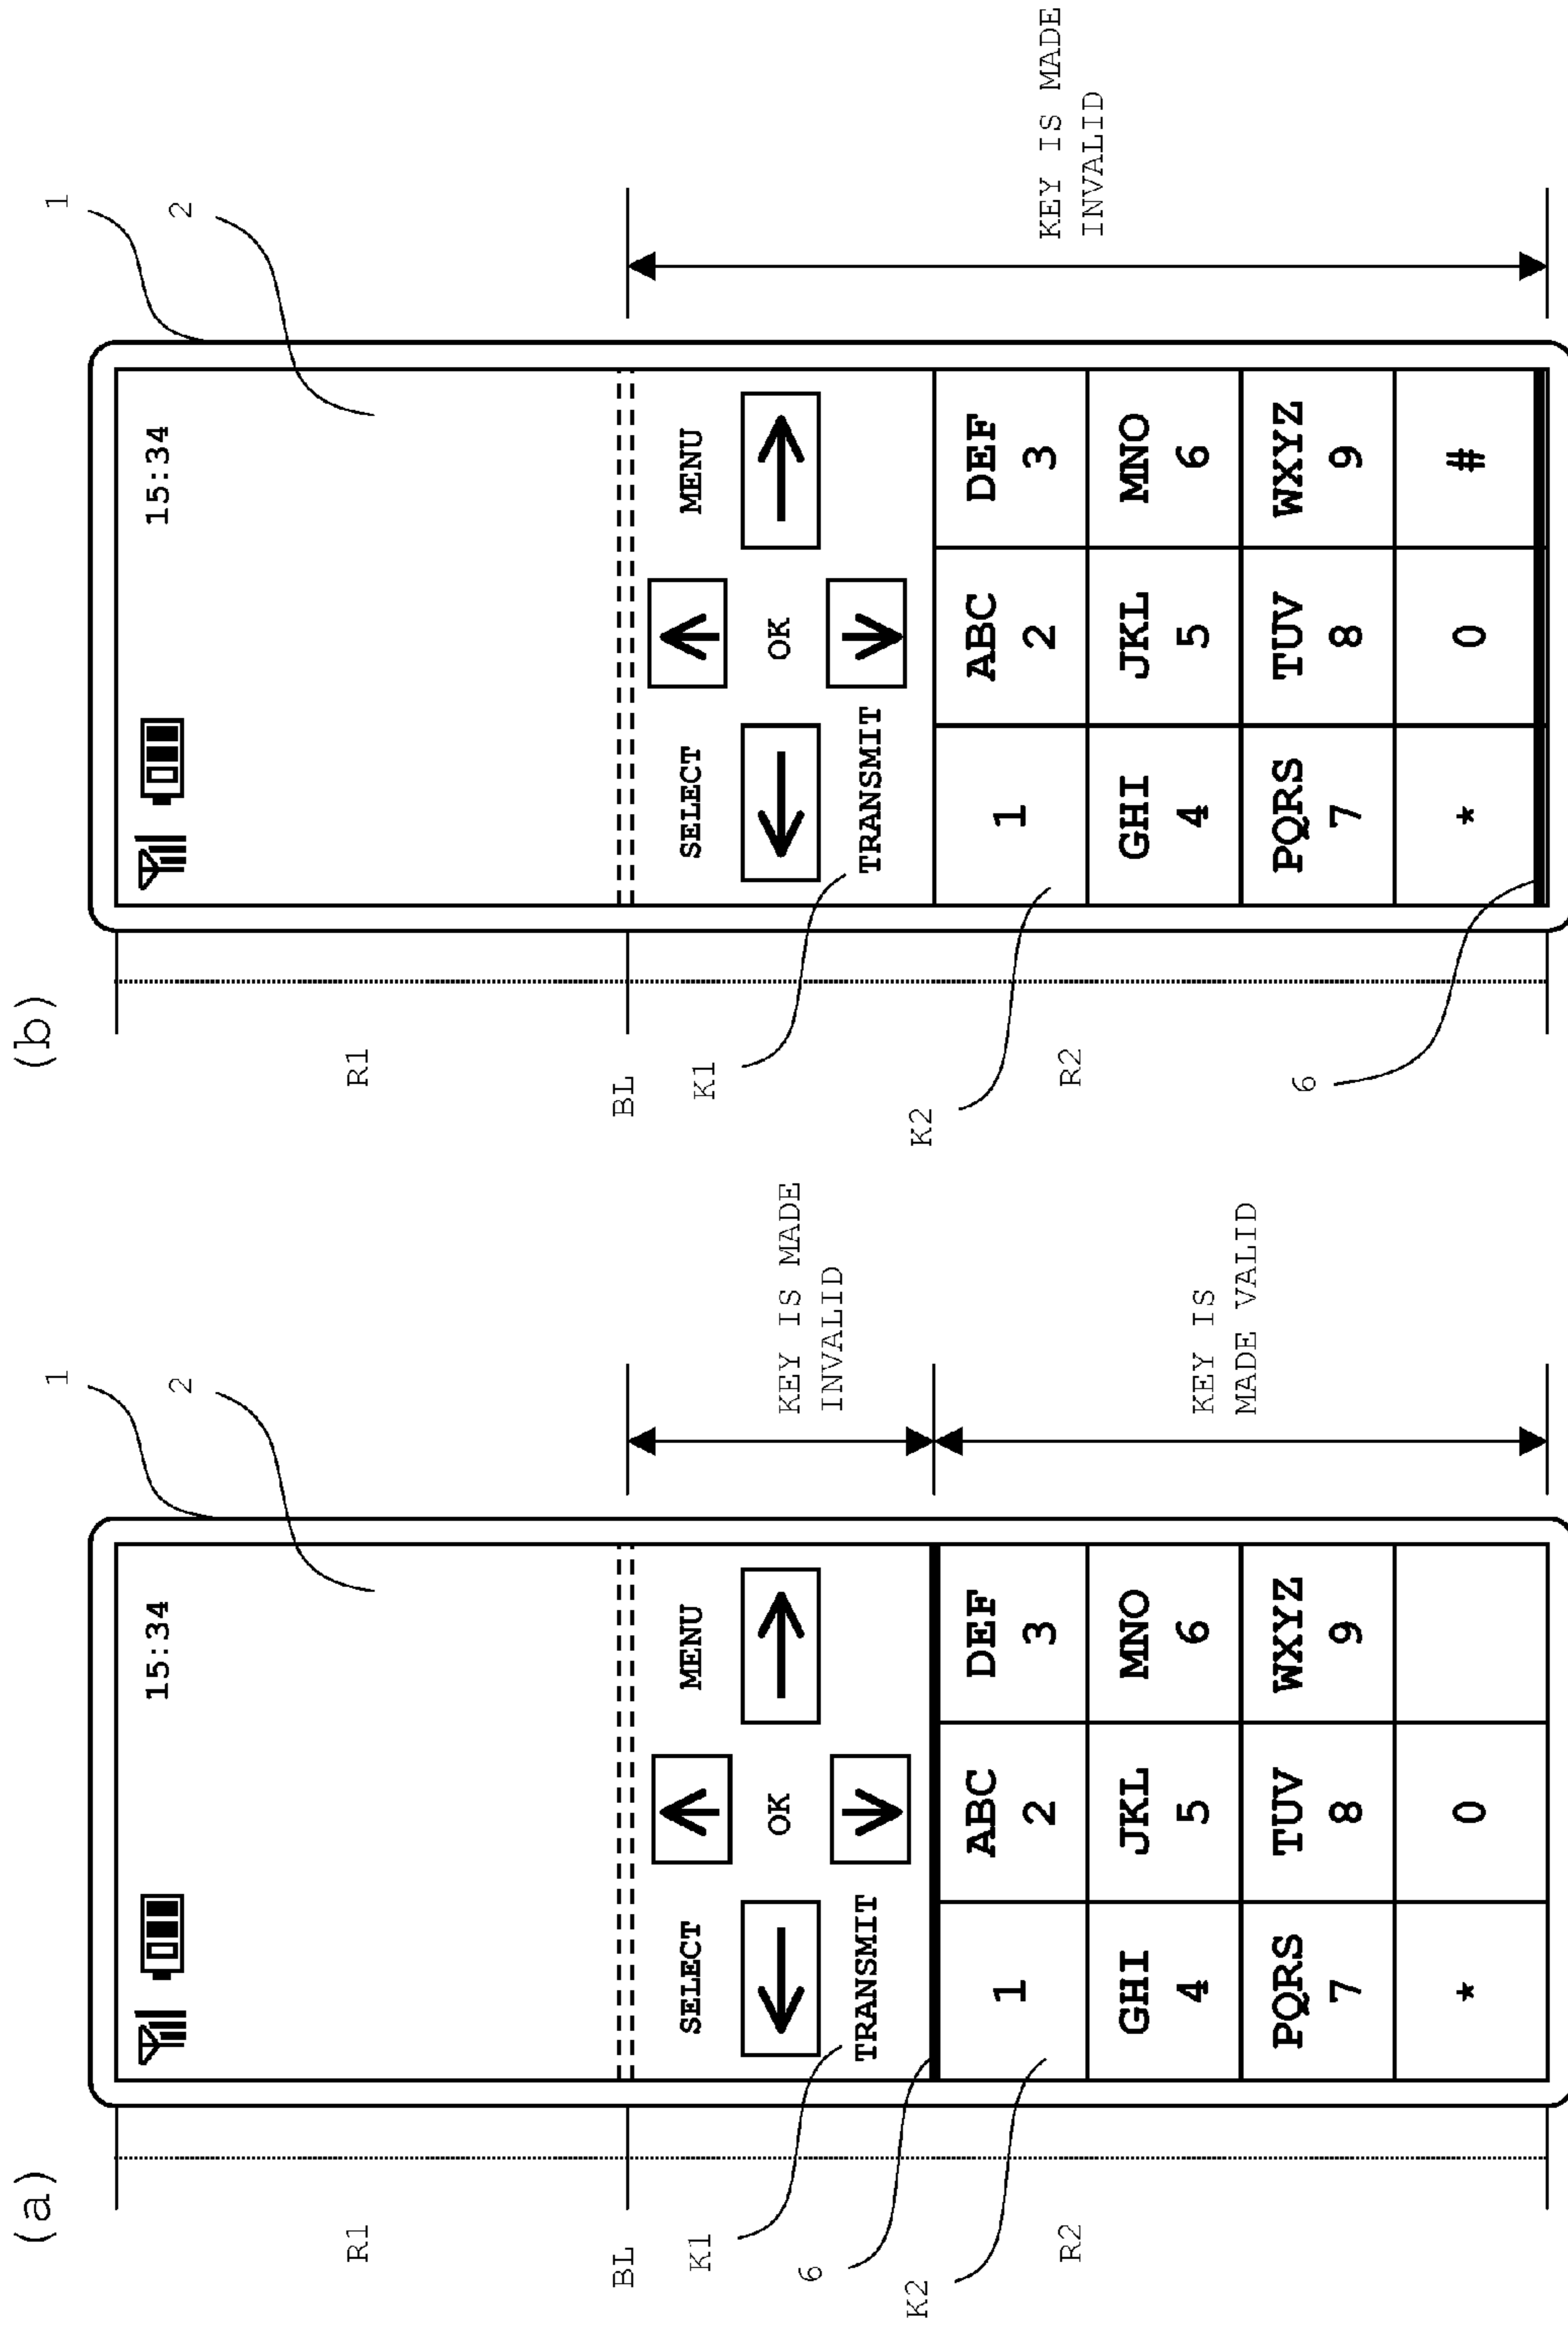 (a)
1
2
15:34
R1
BL
SELECT
MENU
K1
OK
KEY IS MADE
INVALID
TRANSMIT
6
K2
1
ABC
2
DEF
3
R2
GHI
4
JKL
5
MNO
6
KEY IS
MADE VALID
PQRS
7
TUV
8
WXYZ
9
*
0
(b)
1
2
15:34
R1
BL
SELECT
MENU
K1
OK
TRANSMIT
K2
1
ABC
2
DEF
3
KEY IS MADE
INVALID
R2
GHI
4
JKL
5
MNO
6
PQRS
7
TUV
8
WXYZ
9
6
*
0
#